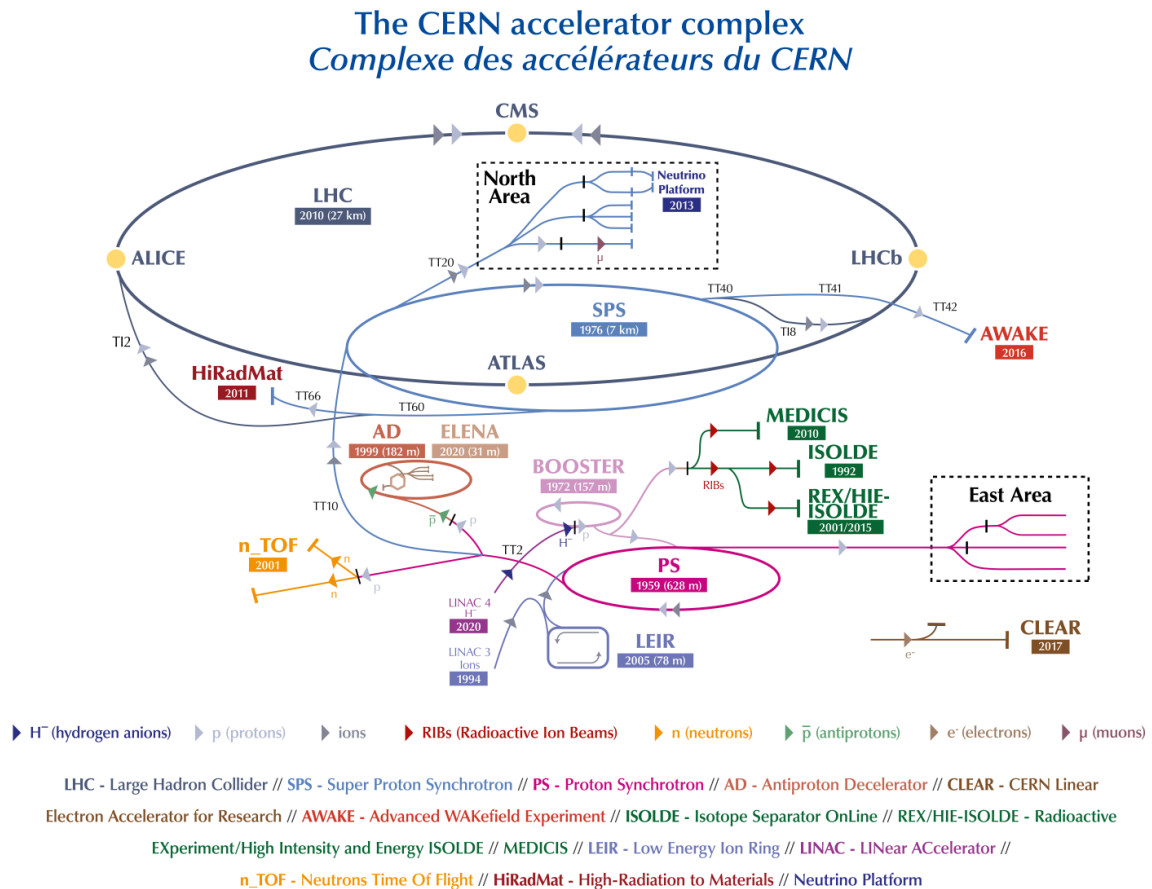 The CERN accelerator complex
Complexe des accélérateurs du CERN
CMS
North
Area
Neutrino
Platform
2013
LHC
2010 (27 km)
ALICE
LHCb
TT20
μ
SPS
1976 (7 km)
TT40
TT41
TT42
TI8
TI2
AWAKE
2016
ATLAS
HiRadMat
2011
TT66
TT60
AD
1999 (182 m)
ELENA
2020 (31 m)
MEDICIS
2010
BOOSTER
1972 (157 m)
ISOLDE
1992
RIBs
REX/HIE-
ISOLDE
2001/2015
East Area
TT10
p̅
p
H⁻
p
n_TOF
2001
n
n
p
TT2
PS
1959 (628 m)
LINAC 4
H⁻
2020
LEIR
2005 (78 m)
LINAC 3
Ions
1994
CLEAR
2017
e⁻
H⁻ (hydrogen anions) p (protons) ions RIBs (Radioactive Ion Beams) n (neutrons) p̅ (antiprotons) e⁻ (electrons) μ (muons)
LHC - Large Hadron Collider // SPS - Super Proton Synchrotron // PS - Proton Synchrotron // AD - Antiproton Decelerator // CLEAR - CERN Linear
Electron Accelerator for Research // AWAKE - Advanced WAKefield Experiment // ISOLDE - Isotope Separator OnLine // REX/HIE-ISOLDE - Radioactive
EXperiment/High Intensity and Energy ISOLDE // MEDICIS // LEIR - Low Energy Ion Ring // LINAC - LINear ACcelerator //
n_TOF - Neutrons Time Of Flight // HiRadMat - High-Radiation to Materials // Neutrino Platform